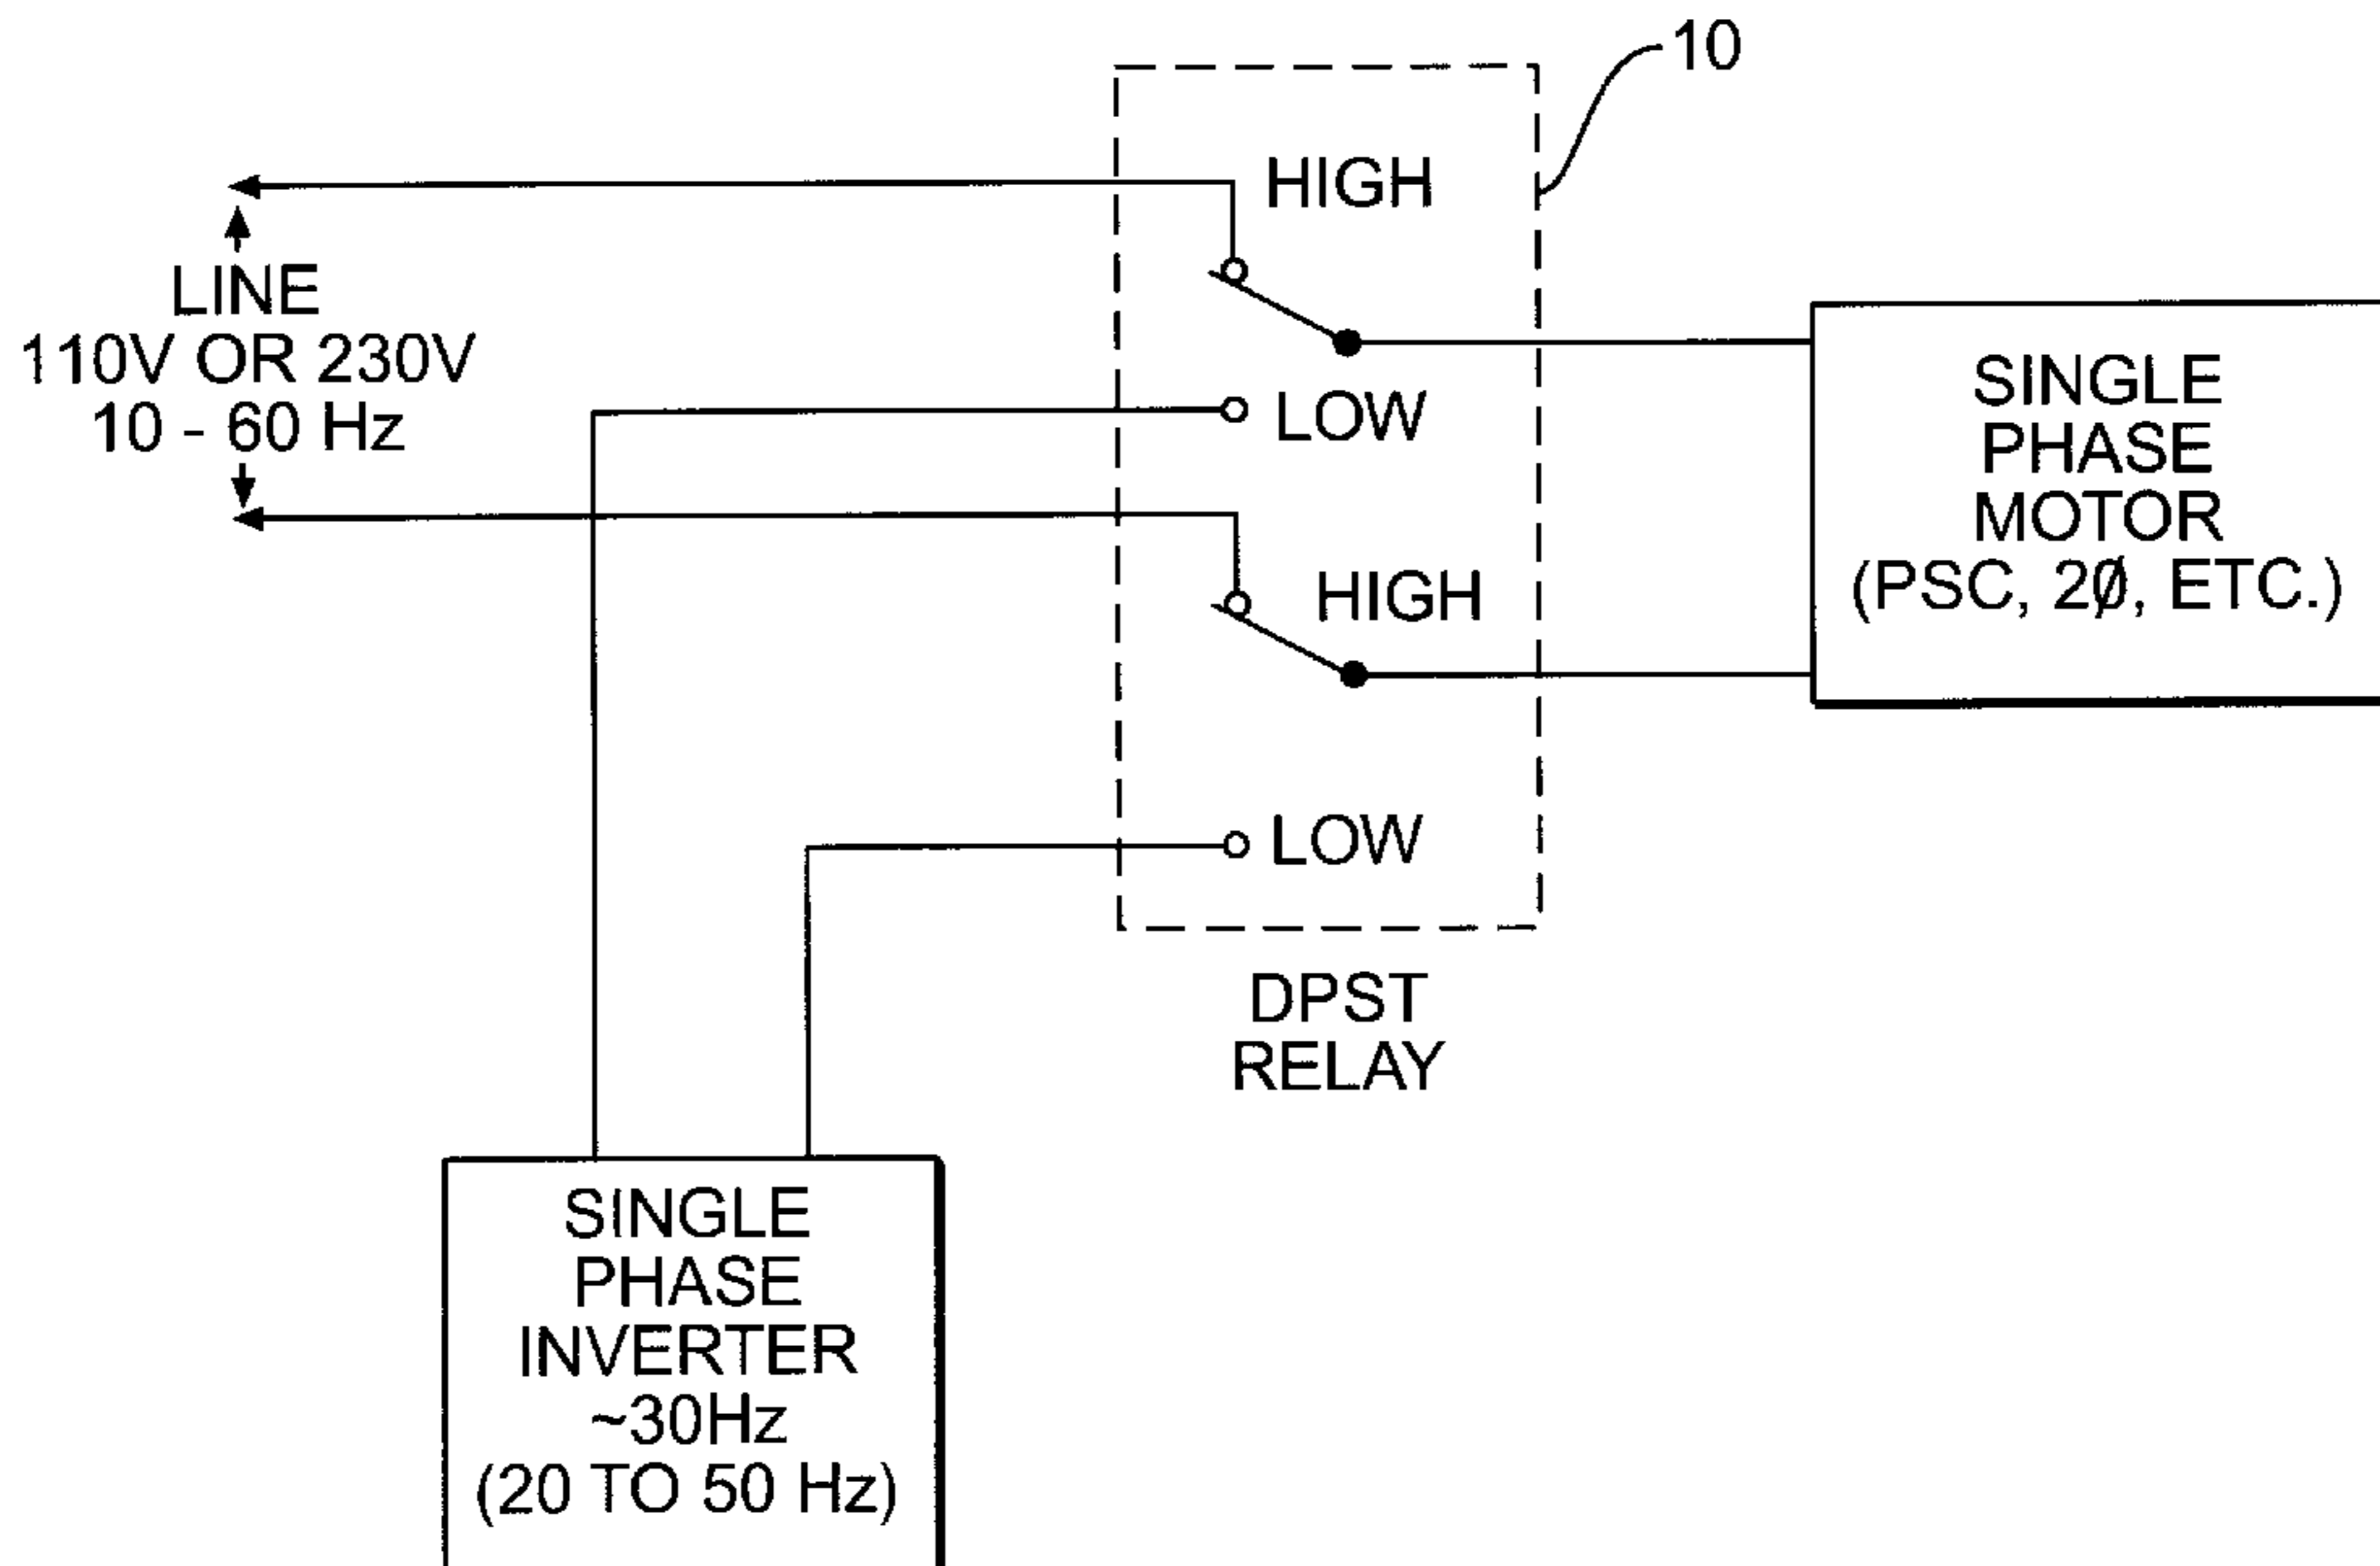 10
HIGH
LINE
110V OR 230V
10 - 60 Hz
LOW
SINGLE
PHASE
MOTOR
(PSC, 2Ø, ETC.)
HIGH
LOW
DPST
RELAY
SINGLE
PHASE
INVERTER
~30Hz
(20 TO 50 Hz)